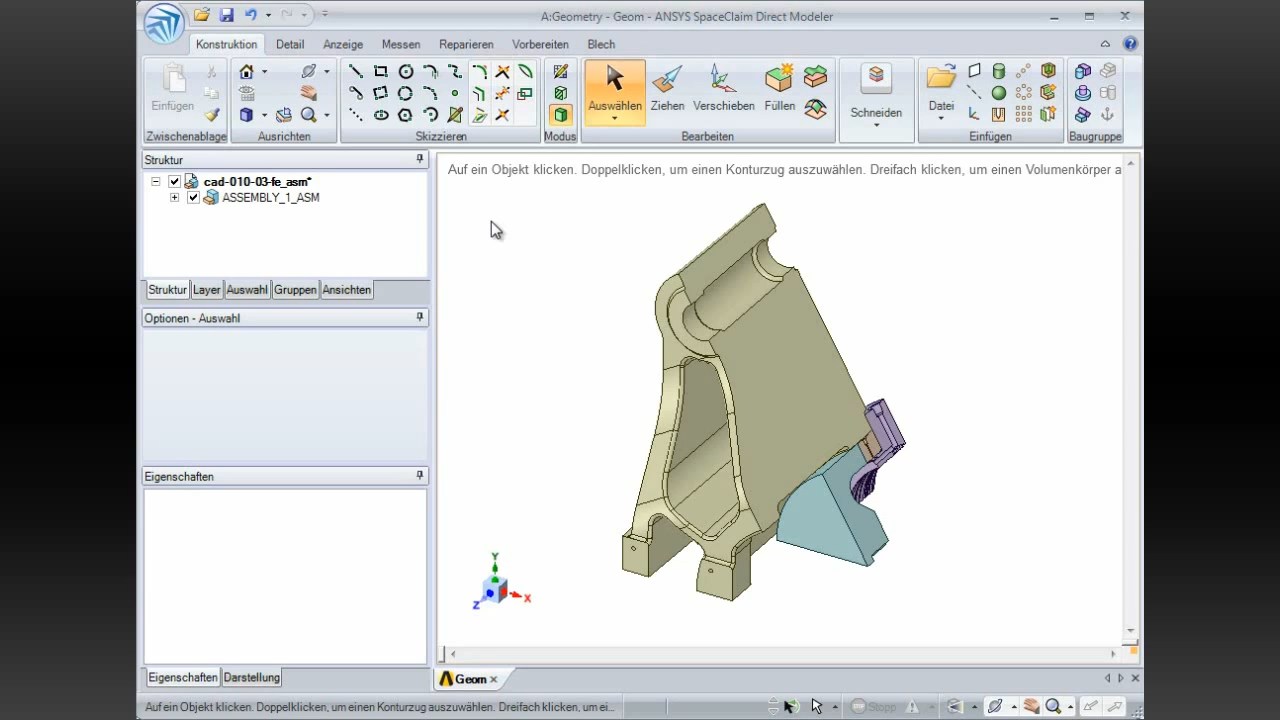 A:Geometry - Geom - ANSYS SpaceClaim Direct Modeler
Konstruktion Detail Anzeige Messen Reparieren Vorbereiten Blech
Einfügen Auswählen Ziehen Verschieben Füllen Schneiden Datei
Zwischenablage Ausrichten Skizzieren Modus Bearbeiten Einfügen Baugruppe
Struktur
cad-010-03-fe_asm*
ASSEMBLY_1_ASM
Struktur Layer Auswahl Gruppen Ansichten
Optionen - Auswahl
Eigenschaften
Eigenschaften Darstellung
Auf ein Objekt klicken. Doppelklicken, um einen Konturzug auszuwählen. Dreifach klicken, um einen Volumenkörper a
Y
Z X
Geom
Auf ein Objekt klicken. Doppelklicken, um einen Konturzug auszuwählen. Dreifach klicken, um ei... Stopp